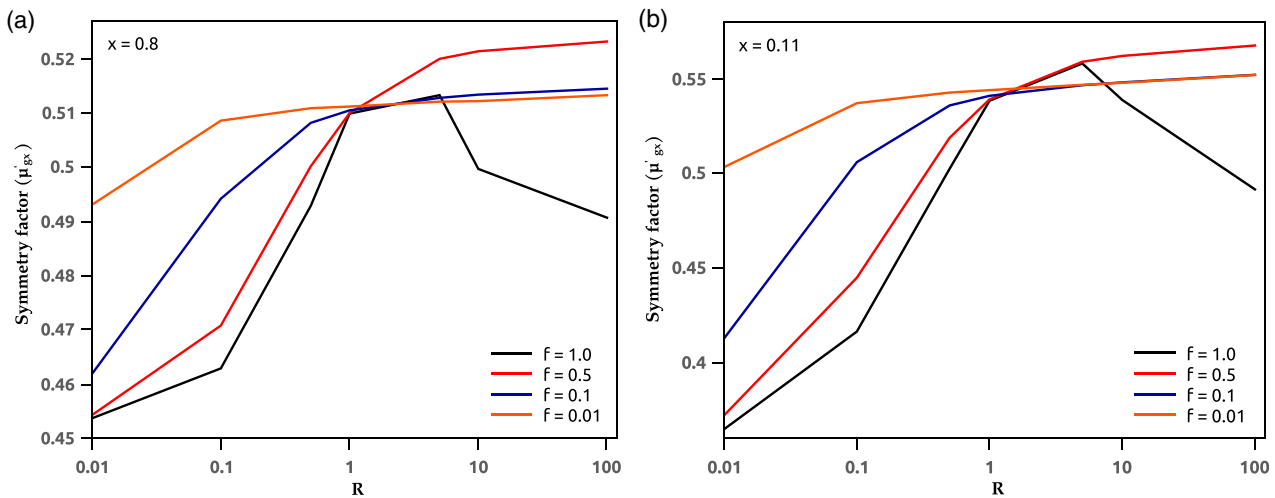 (a)
x = 0.8
Symmetry factor (μ'gx)
0.52
0.51
0.5
0.49
0.48
0.47
0.46
0.45
0.01 0.1 1 10 100
R
f = 1.0
f = 0.5
f = 0.1
f = 0.01
(b)
x = 0.11
Symmetry factor (μ'gx)
0.55
0.5
0.45
0.4
0.01 0.1 1 10 100
R
f = 1.0
f = 0.5
f = 0.1
f = 0.01